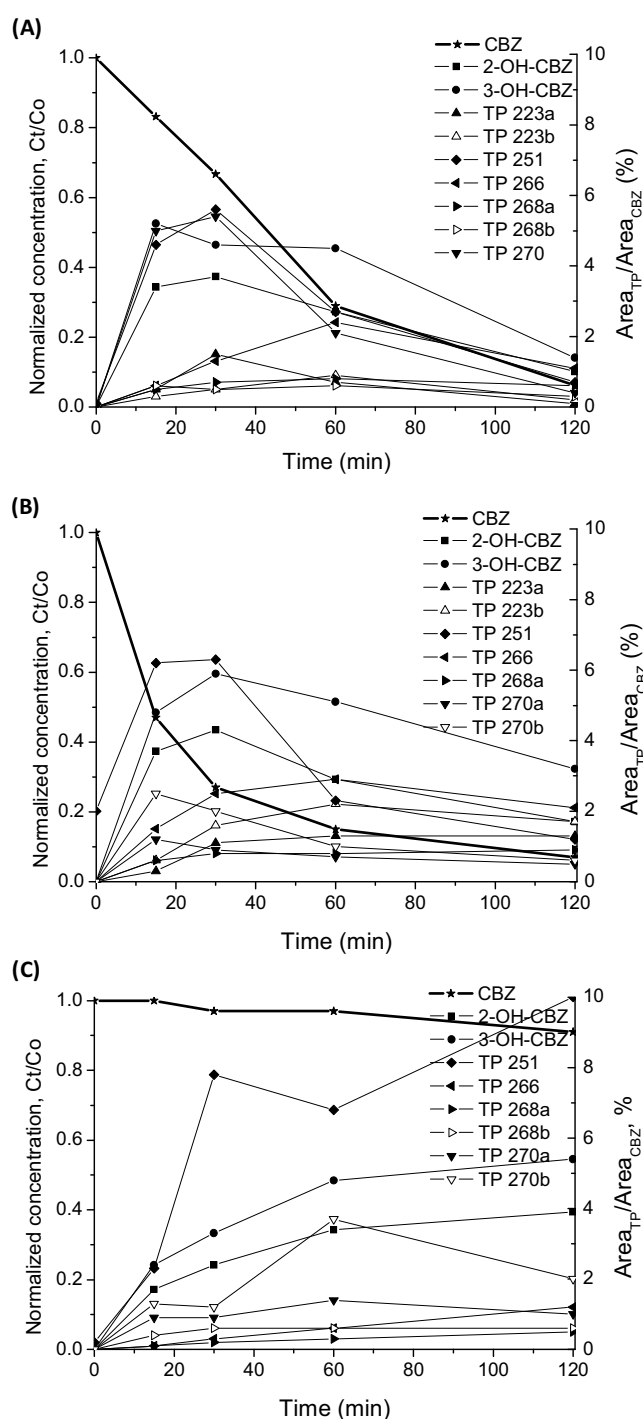 (A)
CBZ
2-OH-CBZ
3-OH-CBZ
TP 223a
TP 223b
TP 251
TP 266
TP 268a
TP 268b
TP 270
1.0
0.8
0.6
0.4
0.2
0.0
Normalized concentration, Ct/Co
10
8
6
4
2
0
Area_TP/Area_CBZ (%)
0 20 40 60 80 100 120
Time (min)
(B)
CBZ
2-OH-CBZ
3-OH-CBZ
TP 223a
TP 223b
TP 251
TP 266
TP 268a
TP 270a
TP 270b
1.0
0.8
0.6
0.4
0.2
0.0
Normalized concentration, Ct/Co
10
8
6
4
2
0
Area_TP/Area_CBZ (%)
0 20 40 60 80 100 120
Time (min)
(C)
CBZ
2-OH-CBZ
3-OH-CBZ
TP 251
TP 266
TP 268a
TP 268b
TP 270a
TP 270b
1.0
0.8
0.6
0.4
0.2
0.0
Normalized concentration, Ct/Co
10
8
6
4
2
0
Area_TP/Area_CBZ, %
0 20 40 60 80 100 120
Time (min)